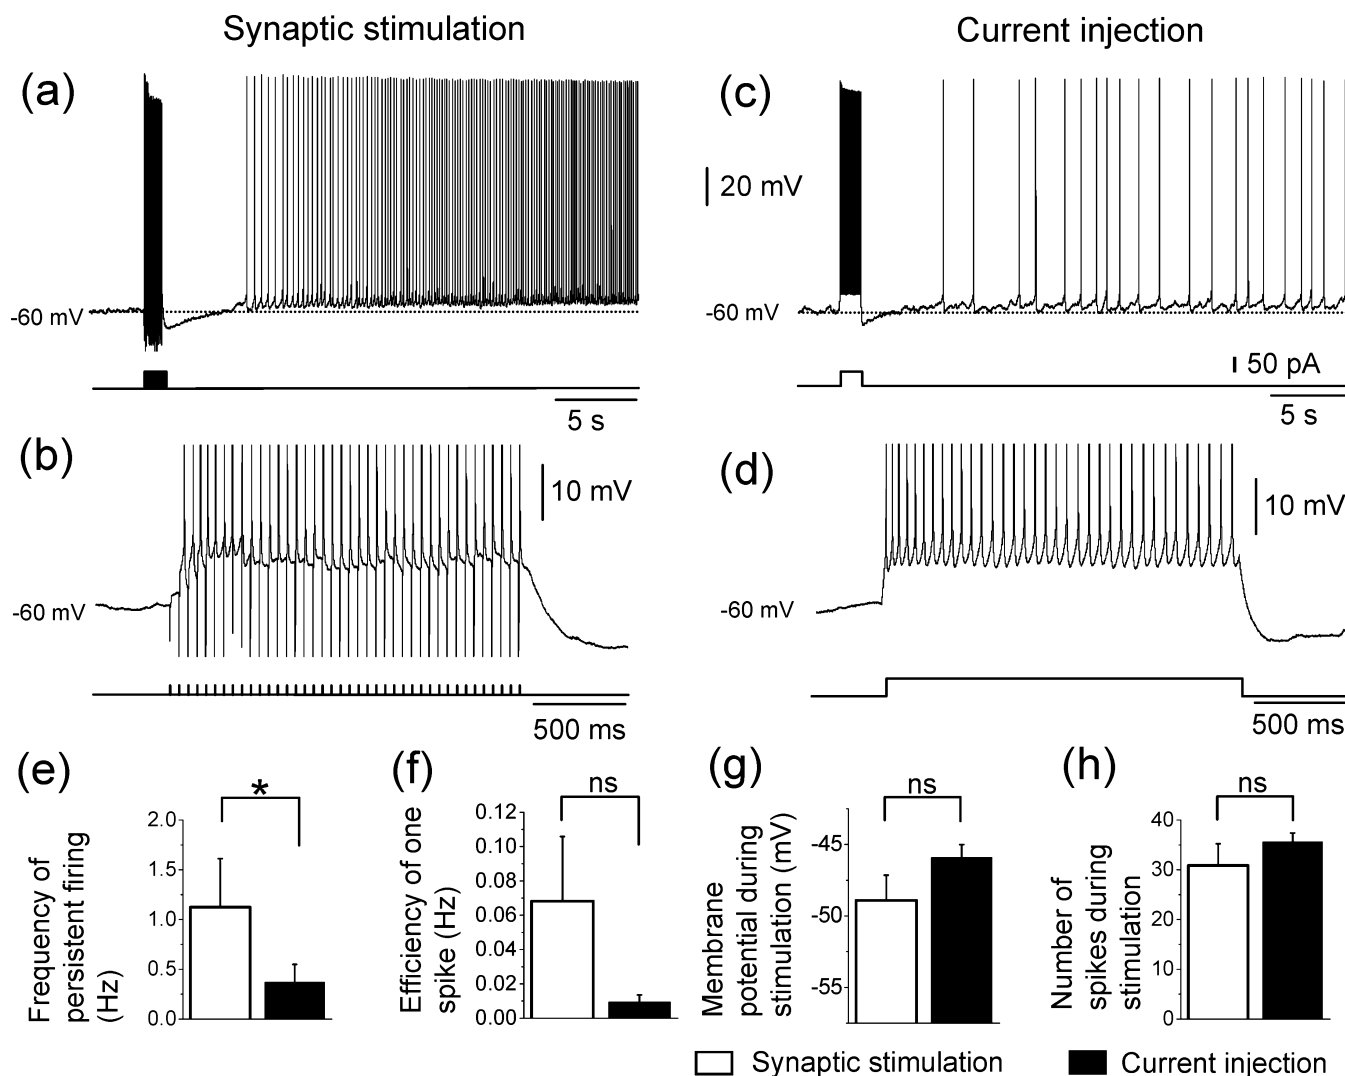 Synaptic stimulation
Current injection
(a)
-60 mV
5 s
(c)
20 mV
-60 mV
50 pA
5 s
(b)
10 mV
-60 mV
500 ms
(d)
10 mV
-60 mV
500 ms
(e)
*
Frequency of
persistent firing
(Hz)
2.0
1.5
1.0
0.5
0.0
(f)
ns
Efficiency of one
spike (Hz)
0.12
0.10
0.08
0.06
0.04
0.02
0.00
(g)
ns
Membrane
potential during
stimulation (mV)
-45
-50
-55
(h)
ns
Number of
spikes during
stimulation
40
30
20
10
0
Synaptic stimulation
Current injection